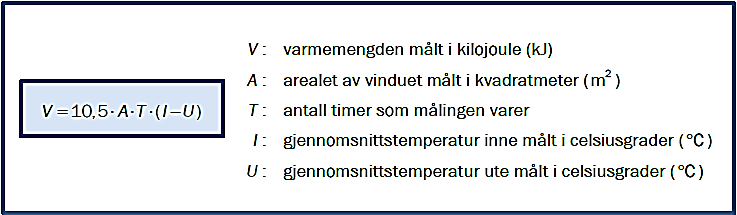 V = 10,5 · A · T · (I – U)
V : varmemengden målt i kilojoule (kJ)
A : arealet av vinduet målt i kvadratmeter (m²)
T : antall timer som målingen varer
I : gjennomsnittstemperatur inne målt i celsiusgrader (°C)
U : gjennomsnittstemperatur ute målt i celsiusgrader (°C)